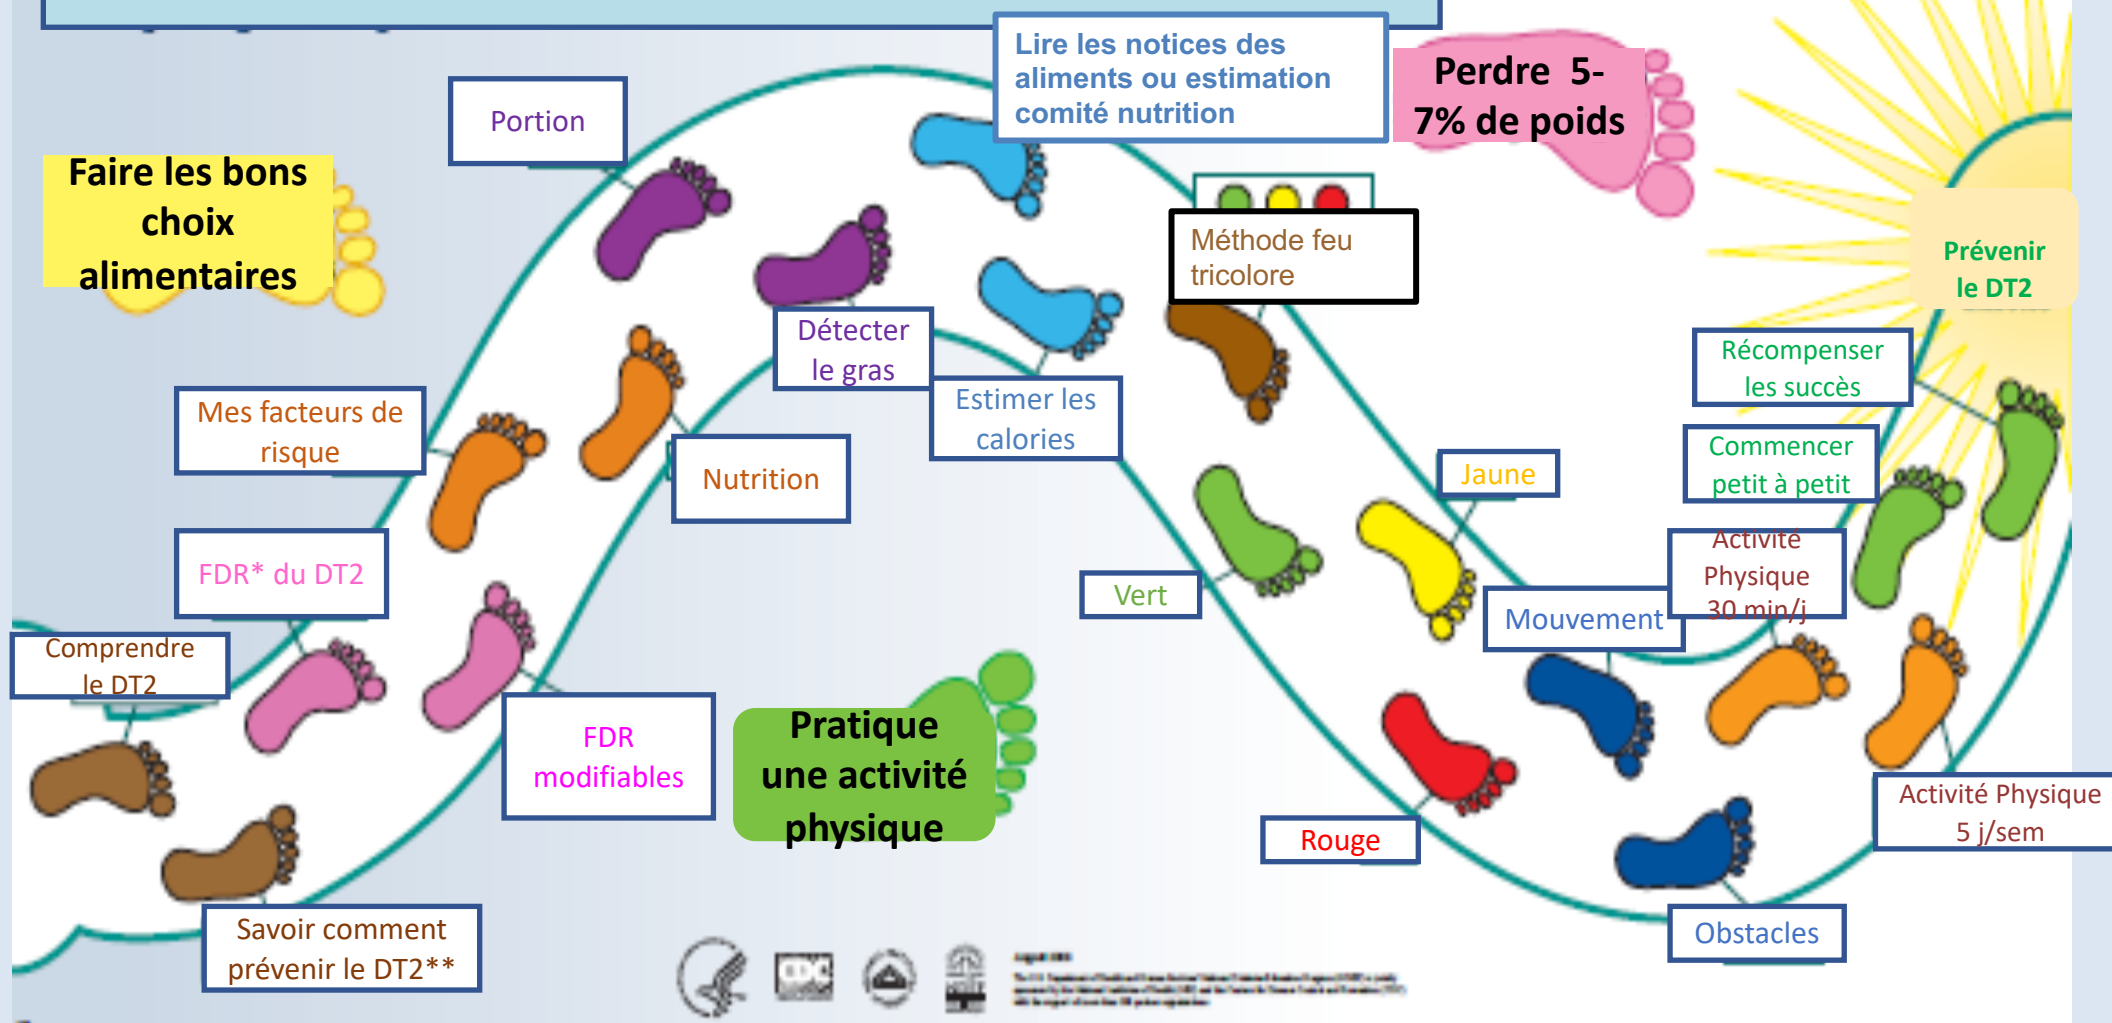 Lire les notices des
aliments ou estimation
comité nutrition
Perdre 5-
7% de poids
Portion
Faire les bons
choix
alimentaires
Méthode feu
tricolore
Prévenir
le DT2
Détecter
le gras
Récompenser
les succès
Mes facteurs de
risque
Estimer les
calories
Nutrition
Commencer
petit à petit
Jaune
FDR* du DT2
Activité
Physique
30 min/j
Vert
Mouvement
Comprendre
le DT2
FDR
modifiables
Pratique
une activité
physique
Activité Physique
5 j/sem
Rouge
Savoir comment
prévenir le DT2**
Obstacles
CDC